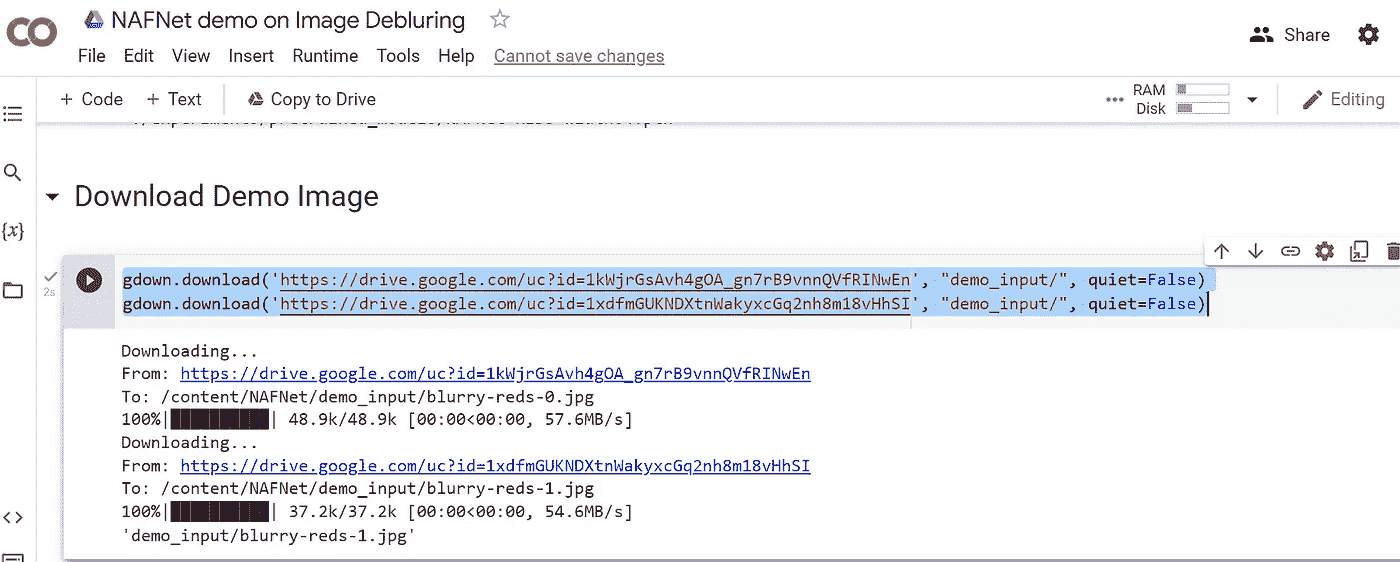 CO NAFNet demo on Image Debluring
Share
File Edit View Insert Runtime Tools Help Cannot save changes
+ Code + Text Copy to Drive
RAM
Disk
Editing
Download Demo Image
{x}
2s
gdown.download('https://drive.google.com/uc?id=1kWjrGsAvh4gOA_gn7rB9vnnQVfRINwEn', "demo_input/", quiet=False)
gdown.download('https://drive.google.com/uc?id=1xdfmGUKNDXtnWakyxcGq2nh8m18vHhSI', "demo_input/", quiet=False)
Downloading...
From: https://drive.google.com/uc?id=1kWjrGsAvh4gOA_gn7rB9vnnQVfRINwEn
To: /content/NAFNet/demo_input/blurry-reds-0.jpg
100%|██████████| 48.9k/48.9k [00:00<00:00, 57.6MB/s]
Downloading...
From: https://drive.google.com/uc?id=1xdfmGUKNDXtnWakyxcGq2nh8m18vHhSI
To: /content/NAFNet/demo_input/blurry-reds-1.jpg
100%|██████████| 37.2k/37.2k [00:00<00:00, 54.6MB/s]
'demo_input/blurry-reds-1.jpg'